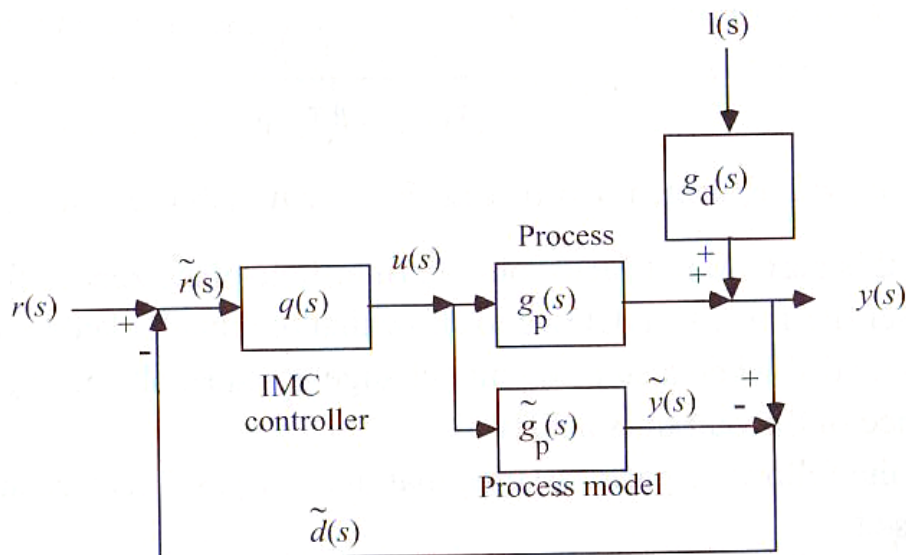 l(s)
g_d(s)
Process
+
+
r(s)
+
-
r̃(s)
q(s)
u(s)
g_p(s)
y(s)
IMC
controller
g̃_p(s)
ỹ(s)
+
-
Process model
d̃(s)